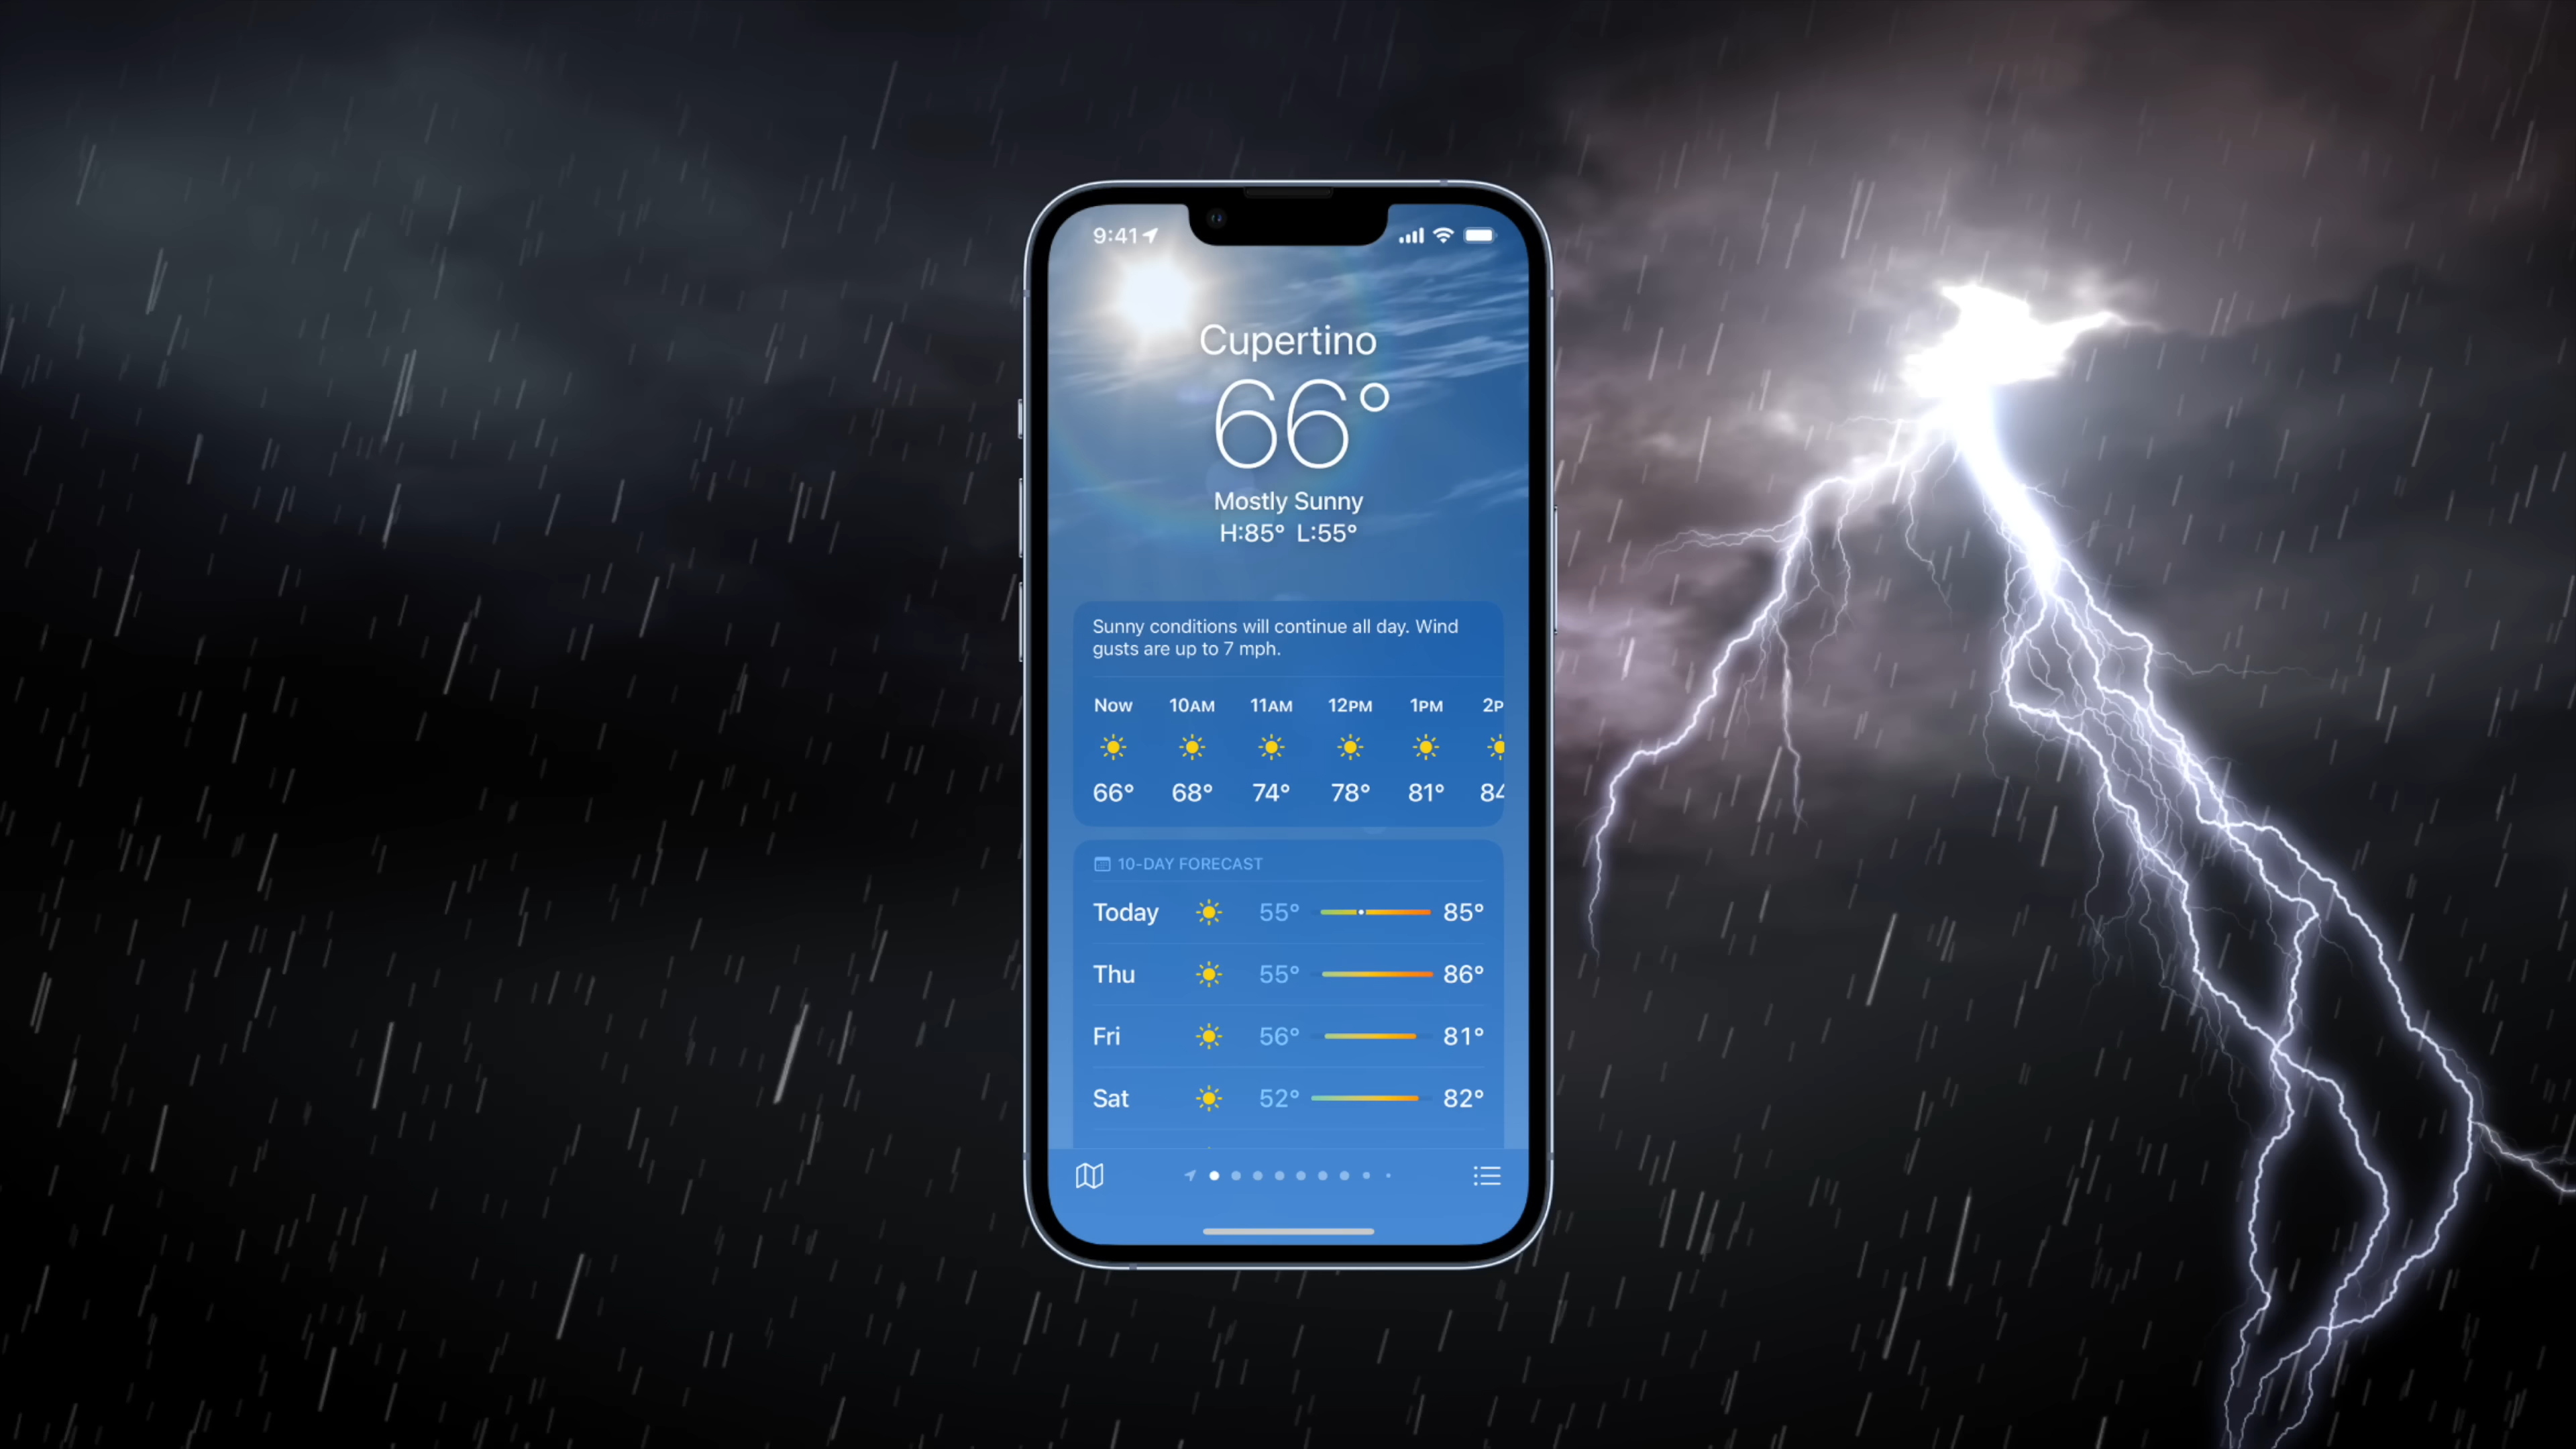 9:41
Cupertino
66°
Mostly Sunny
H:85° L:55°
Sunny conditions will continue all day. Wind
gusts are up to 7 mph.
Now 10AM 11AM 12PM 1PM 2P
66° 68° 74° 78° 81° 84
10-DAY FORECAST
Today 55° 85°
Thu 55° 86°
Fri 56° 81°
Sat 52° 82°